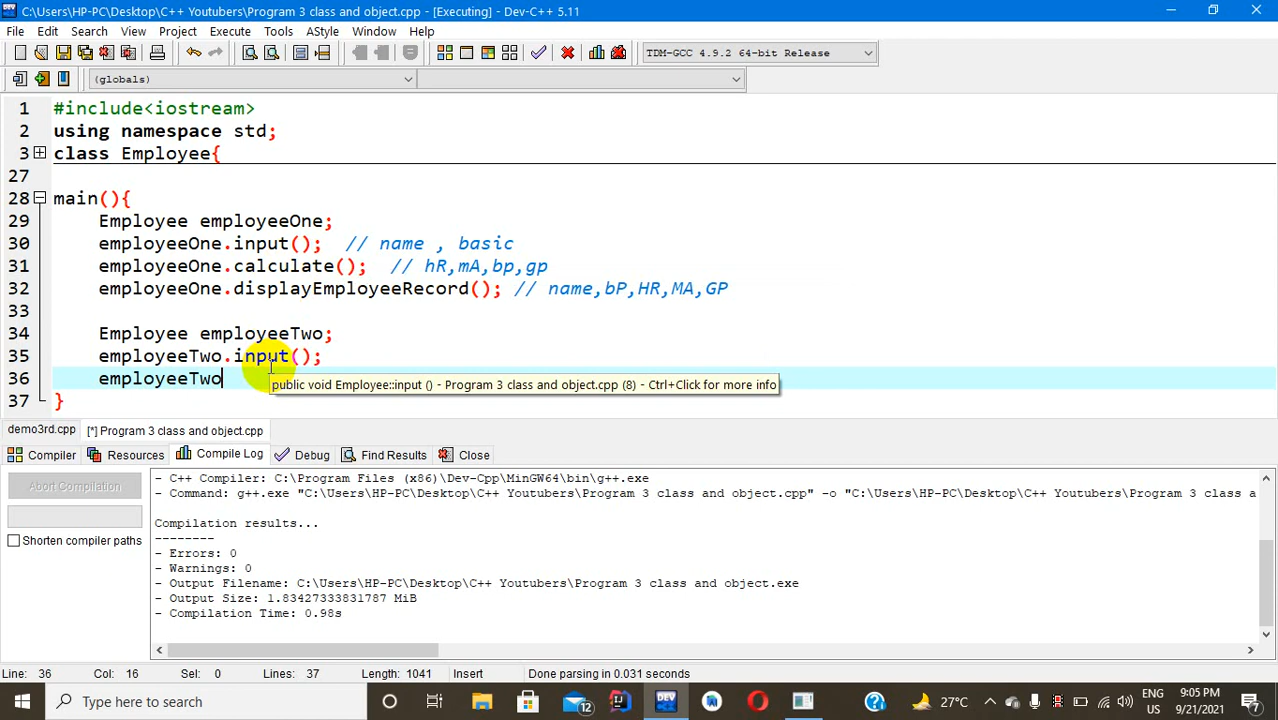 C:\Users\HP-PC\Desktop\C++ Youtubers\Program 3 class and object.cpp - [Executing] - Dev-C++ 5.11
File Edit Search View Project Execute Tools AStyle Window Help
TDM-GCC 4.9.2 64-bit Release
(globals)
1 #include<iostream>
2 using namespace std;
3 class Employee{
27
28 main(){
29 Employee employeeOne;
30 employeeOne.input(); // name , basic
31 employeeOne.calculate(); // hR,mA,bp,gp
32 employeeOne.displayEmployeeRecord(); // name,bP,HR,MA,GP
33
34 Employee employeeTwo;
35 employeeTwo.input();
36 employeeTwo
public void Employee::input () - Program 3 class and object.cpp (8) - Ctrl+Click for more info
37 }
demo3rd.cpp [*] Program 3 class and object.cpp
Compiler Resources Compile Log Debug Find Results Close
Abort Compilation
Shorten compiler paths
- C++ Compiler: C:\Program Files (x86)\Dev-Cpp\MinGW64\bin\g++.exe
- Command: g++.exe "C:\Users\HP-PC\Desktop\C++ Youtubers\Program 3 class and object.cpp" -o "C:\Users\HP-PC\Desktop\C++ Youtubers\Program 3 class a
Compilation results...
--------
- Errors: 0
- Warnings: 0
- Output Filename: C:\Users\HP-PC\Desktop\C++ Youtubers\Program 3 class and object.exe
- Output Size: 1.83427333831787 MiB
- Compilation Time: 0.98s
Line: 36 Col: 16 Sel: 0 Lines: 37 Length: 1041 Insert Done parsing in 0.031 seconds
Type here to search
12
DEV
27°C
ENG
US
9:05 PM
9/21/2021
7